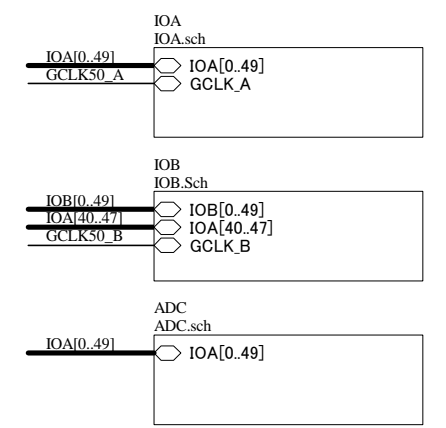 IOA
IOA.sch
IOA[0..49]
IOA[0..49]
GCLK50_A
GCLK_A
IOB
IOB.Sch
IOB[0..49]
IOB[0..49]
IOA[40..47]
IOA[40..47]
GCLK50_B
GCLK_B
ADC
ADC.sch
IOA[0..49]
IOA[0..49]